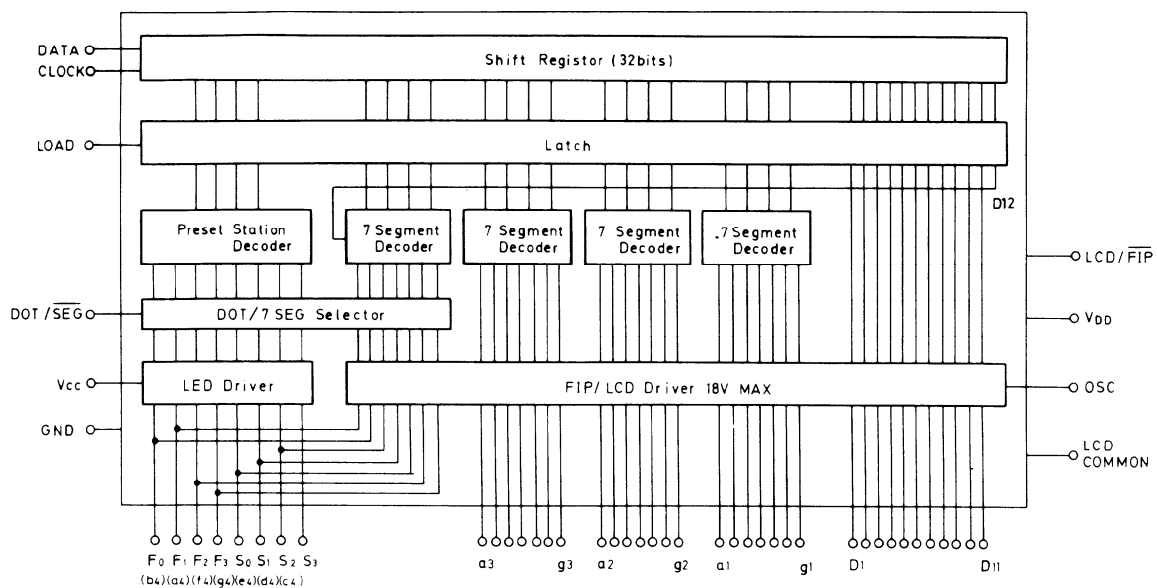 DATA
CLOCK
Shift Registor (32bits)
LOAD
Latch
D12
Preset Station
Decoder
7 Segment
Decoder
7 Segment
Decoder
7 Segment
Decoder
7 Segment
Decoder
LCD/F̅I̅P̅
DOT/S̅E̅G̅
DOT/7 SEG Selector
VDD
Vcc
LED Driver
FIP/LCD Driver 18V MAX
OSC
GND
LCD
COMMON
F0 F1 F2 F3 S0 S1 S2 S3
(b4) (a4) (f4) (g4) (e4) (d4) (c4)
a3 g3 a2 g2 a1 g1 D1 D11